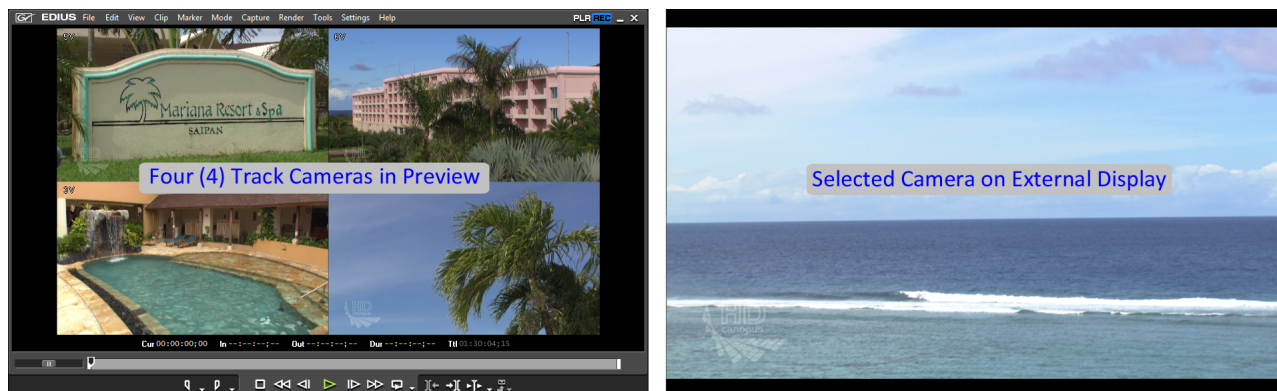 EDIUS File Edit View Clip Marker Mode Capture Render Tools Settings Help PLR REC
Mariana Resort & Spa
SAIPAN
Four (4) Track Cameras in Preview
3V
Cur 00:00:00;00 In --:--:--;-- Out --:--:--;-- Dur --:--:--;-- Ttl 01:30:04;15
Selected Camera on External Display
HD
canopus